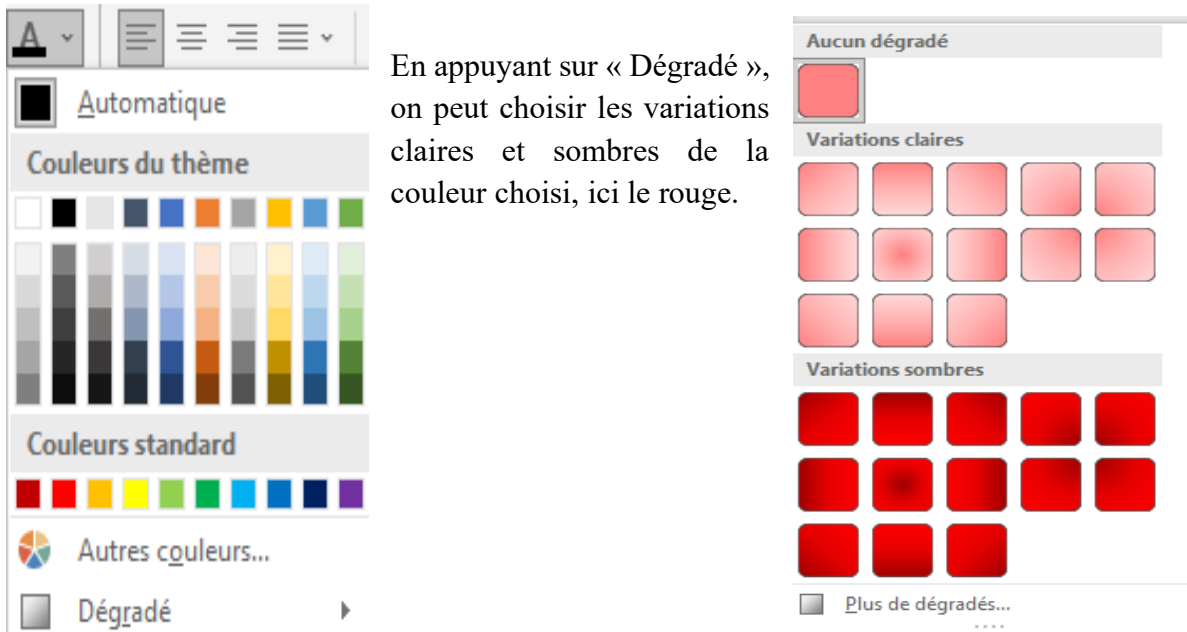 A
Automatique
Couleurs du thème
Couleurs standard
Autres couleurs...
Dégradé
En appuyant sur « Dégradé »,
on peut choisir les variations
claires et sombres de la
couleur choisi, ici le rouge.
Aucun dégradé
Variations claires
Variations sombres
Plus de dégradés...